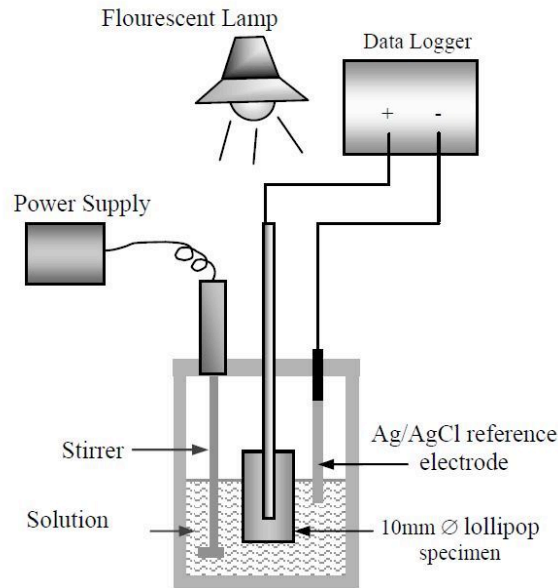 Flourescent Lamp
Data Logger
+ -
Power Supply
Stirrer
Ag/AgCl reference
electrode
Solution
10mm ∅ lollipop
specimen